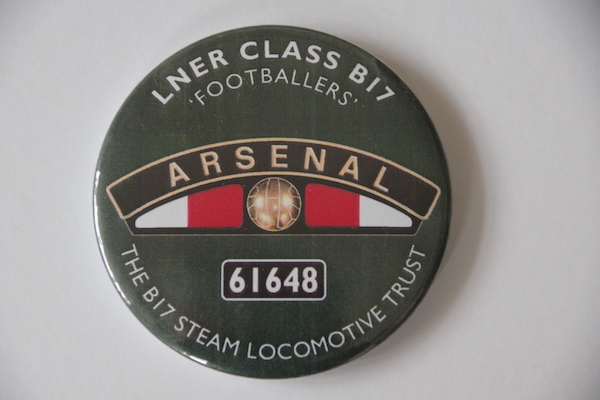 LNER CLASS B17
'FOOTBALLERS'
ARSENAL
61648
THE B17 STEAM LOCOMOTIVE TRUST